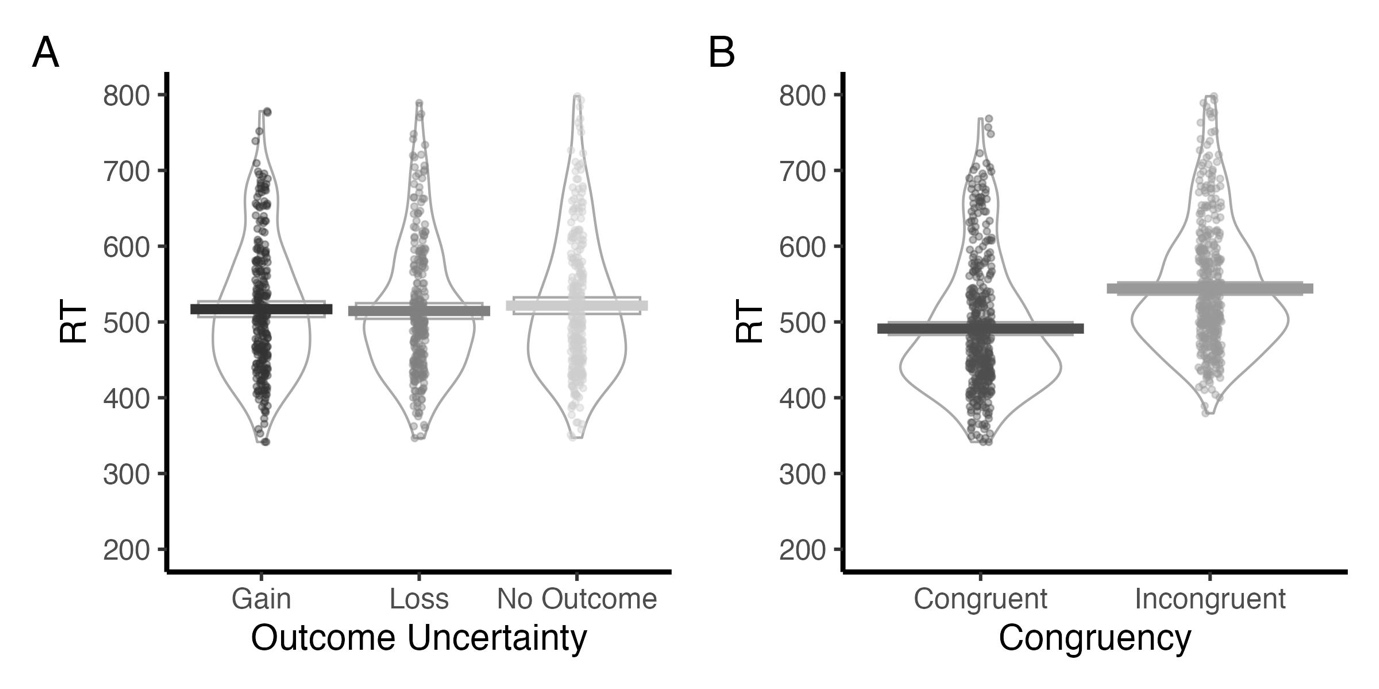 A
RT
800
700
600
500
400
300
200
Gain Loss No Outcome
Outcome Uncertainty
B
RT
800
700
600
500
400
300
200
Congruent Incongruent
Congruency